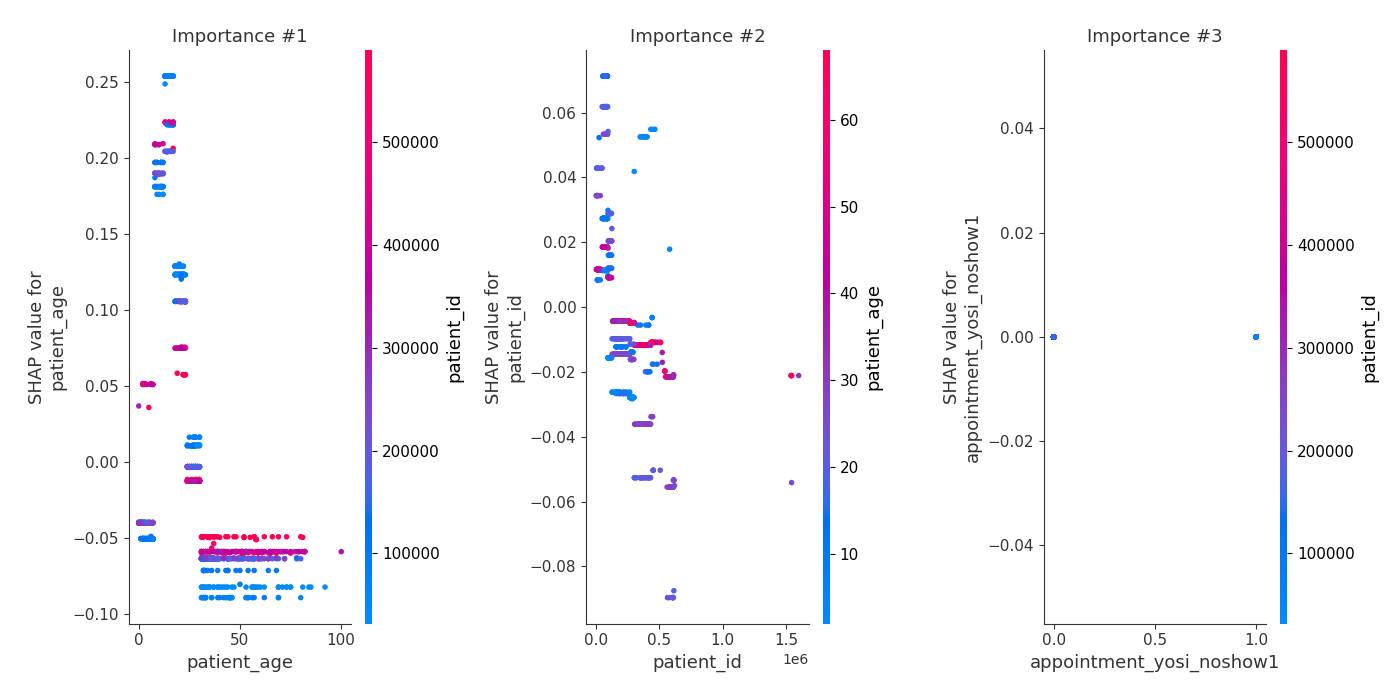 Importance #1
0.25
0.20
0.15
0.10
0.05
0.00
−0.05
−0.10
SHAP value for
patient_age
0
50
100
patient_age
500000
400000
300000
200000
100000
patient_id
Importance #2
0.06
0.04
0.02
0.00
−0.02
−0.04
−0.06
−0.08
SHAP value for
patient_id
0.0
0.5
1.0
1.5
1e6
patient_id
60
50
40
30
20
10
patient_age
Importance #3
0.04
0.02
0.00
−0.02
−0.04
SHAP value for
appointment_yosi_noshow1
0.0
0.5
1.0
appointment_yosi_noshow1
500000
400000
300000
200000
100000
patient_id